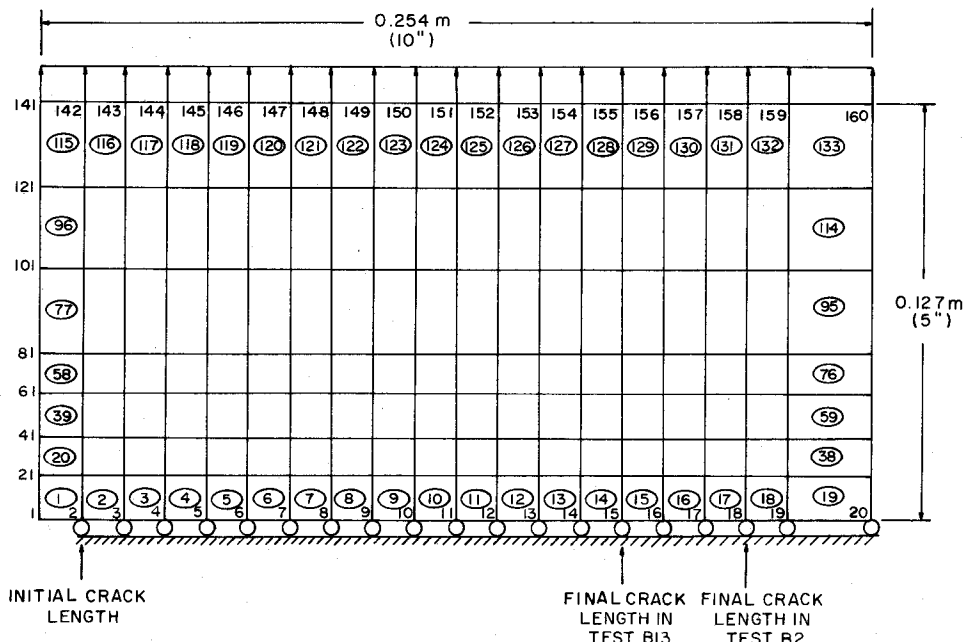 0.254 m
(10")
141 142 143 144 145 146 147 148 149 150 151 152 153 154 155 156 157 158 159 160
115 116 117 118 119 120 121 122 123 124 125 126 127 128 129 130 131 132 133
121
96 114
101
77 95
0.127 m
(5")
81
58 76
61
39 59
41
20 38
21
1 2 3 4 5 6 7 8 9 10 11 12 13 14 15 16 17 18 19
1 2 3 4 5 6 7 8 9 10 11 12 13 14 15 16 17 18 19 20
INITIAL CRACK
LENGTH
FINAL CRACK
LENGTH IN
TEST B13
FINAL CRACK
LENGTH IN
TEST B2